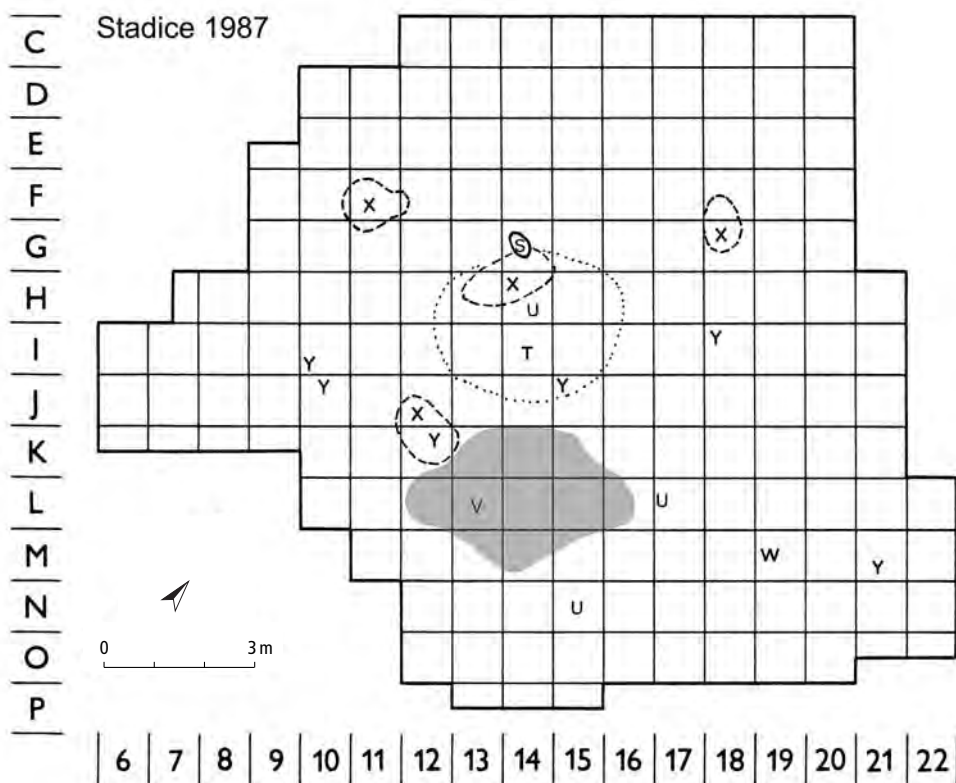 Stadice 1987
C
D
E
F
X
X
G
S
X
H
U
I
Y
T
Y
Y
Y
J
X
Y
K
L
V
U
M
W
Y
N
U
0 3 m
O
P
6 7 8 9 10 11 12 13 14 15 16 17 18 19 20 21 22